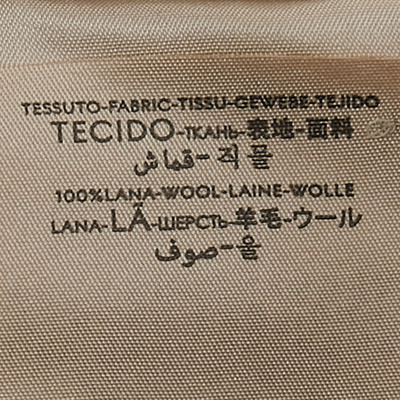 TESSUTO-FABRIC-TISSU-GEWEBE-TEJIDO
TECIDO-ТКАНЬ-表地-面料
قماش-직물
100%LANA-WOOL-LAINE-WOLLE
LANA-LÃ-ШЕРСТЬ-羊毛-ウール
صوف-울